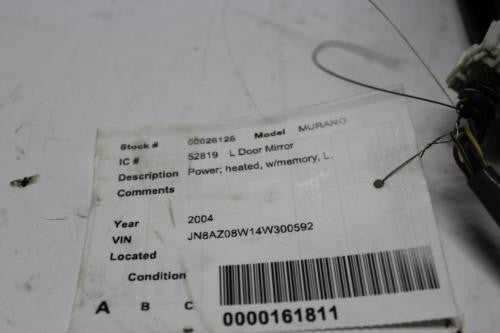 Stock # 00026125 Model MURANO
IC # 52819 L Door Mirror
Description Power; heated, w/memory, L.
Comments
Year 2004
VIN JN8AZ08W14W300592
Located
Condition
A B C
0000161811